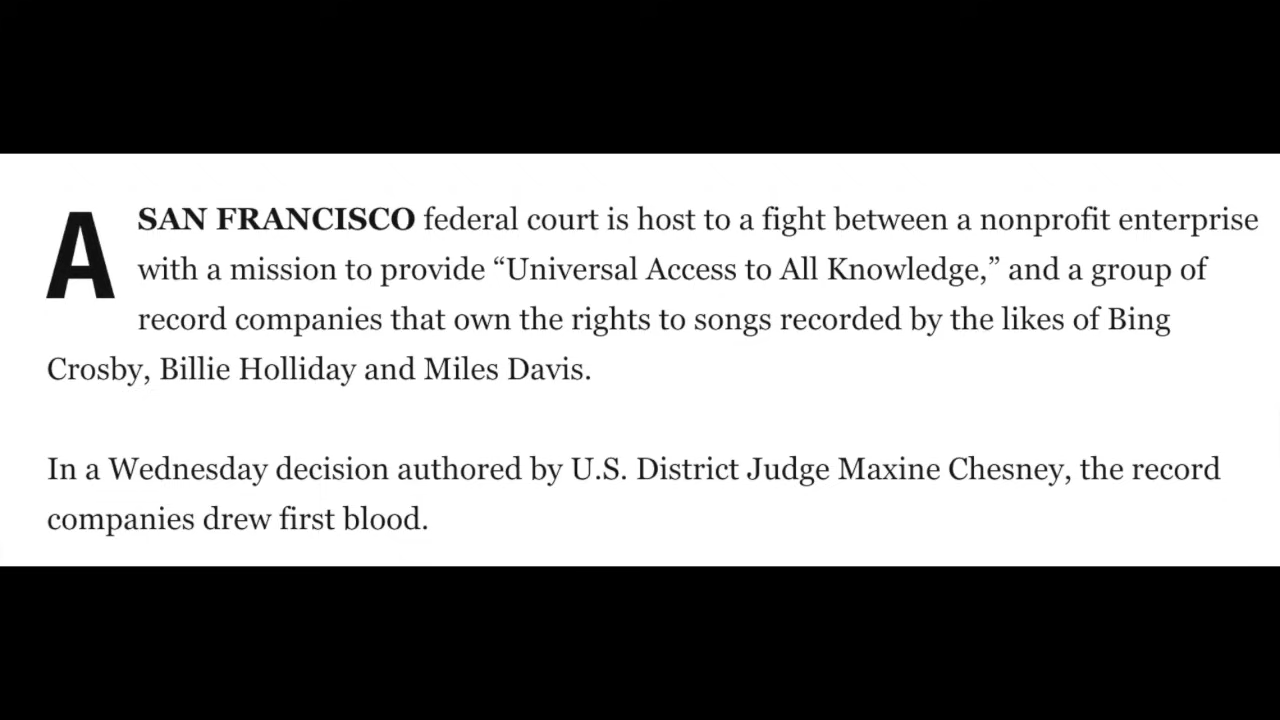 A SAN FRANCISCO federal court is host to a fight between a nonprofit enterprise
with a mission to provide “Universal Access to All Knowledge,” and a group of
record companies that own the rights to songs recorded by the likes of Bing
Crosby, Billie Holliday and Miles Davis.
In a Wednesday decision authored by U.S. District Judge Maxine Chesney, the record
companies drew first blood.